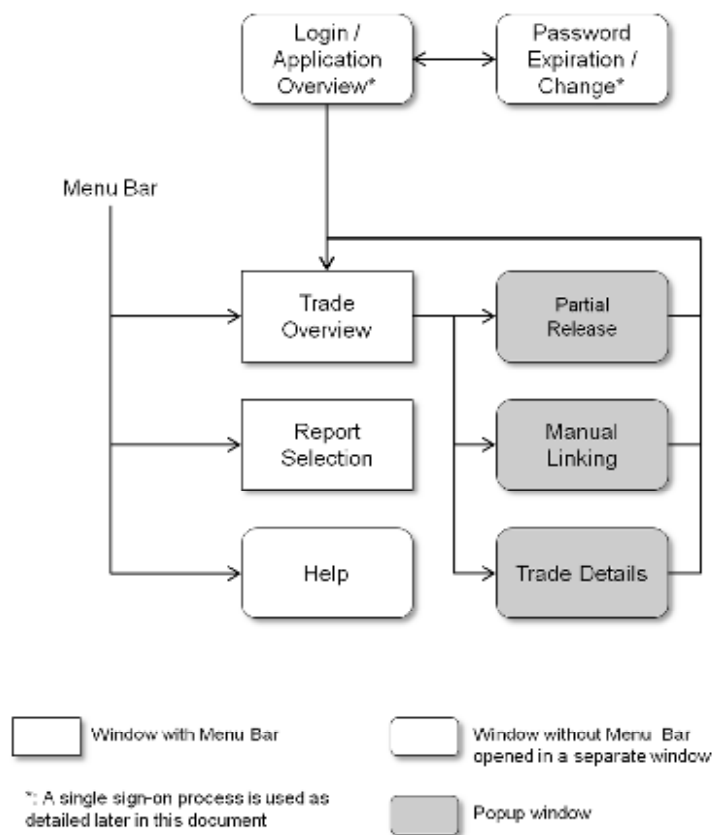 Login /
Application
Overview*
Password
Expiration /
Change*
Menu Bar
Trade
Overview
Partial
Release
Report
Selection
Manual
Linking
Help
Trade Details
Window with Menu Bar
Window without Menu Bar
opened in a separate window
*: A single sign-on process is used as
detailed later in this document
Popup window